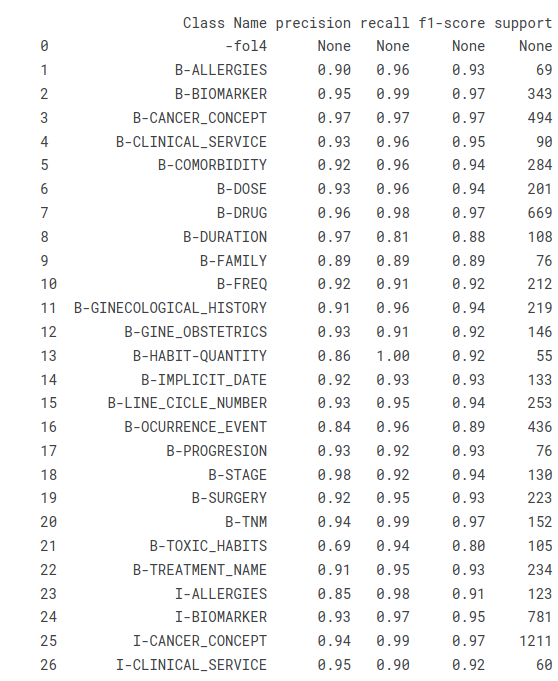 Class Name precision recall f1-score support
0 -fol4 None None None None
1 B-ALLERGIES 0.90 0.96 0.93 69
2 B-BIOMARKER 0.95 0.99 0.97 343
3 B-CANCER_CONCEPT 0.97 0.97 0.97 494
4 B-CLINICAL_SERVICE 0.93 0.96 0.95 90
5 B-COMORBIDITY 0.92 0.96 0.94 284
6 B-DOSE 0.93 0.96 0.94 201
7 B-DRUG 0.96 0.98 0.97 669
8 B-DURATION 0.97 0.81 0.88 108
9 B-FAMILY 0.89 0.89 0.89 76
10 B-FREQ 0.92 0.91 0.92 212
11 B-GINECOLOGICAL_HISTORY 0.91 0.96 0.94 219
12 B-GINE_OBSTETRICS 0.93 0.91 0.92 146
13 B-HABIT-QUANTITY 0.86 1.00 0.92 55
14 B-IMPLICIT_DATE 0.92 0.93 0.93 133
15 B-LINE_CICLE_NUMBER 0.93 0.95 0.94 253
16 B-OCURRENCE_EVENT 0.84 0.96 0.89 436
17 B-PROGRESION 0.93 0.92 0.93 76
18 B-STAGE 0.98 0.92 0.94 130
19 B-SURGERY 0.92 0.95 0.93 223
20 B-TNM 0.94 0.99 0.97 152
21 B-TOXIC_HABITS 0.69 0.94 0.80 105
22 B-TREATMENT_NAME 0.91 0.95 0.93 234
23 I-ALLERGIES 0.85 0.98 0.91 123
24 I-BIOMARKER 0.93 0.97 0.95 781
25 I-CANCER_CONCEPT 0.94 0.99 0.97 1211
26 I-CLINICAL_SERVICE 0.95 0.90 0.92 60